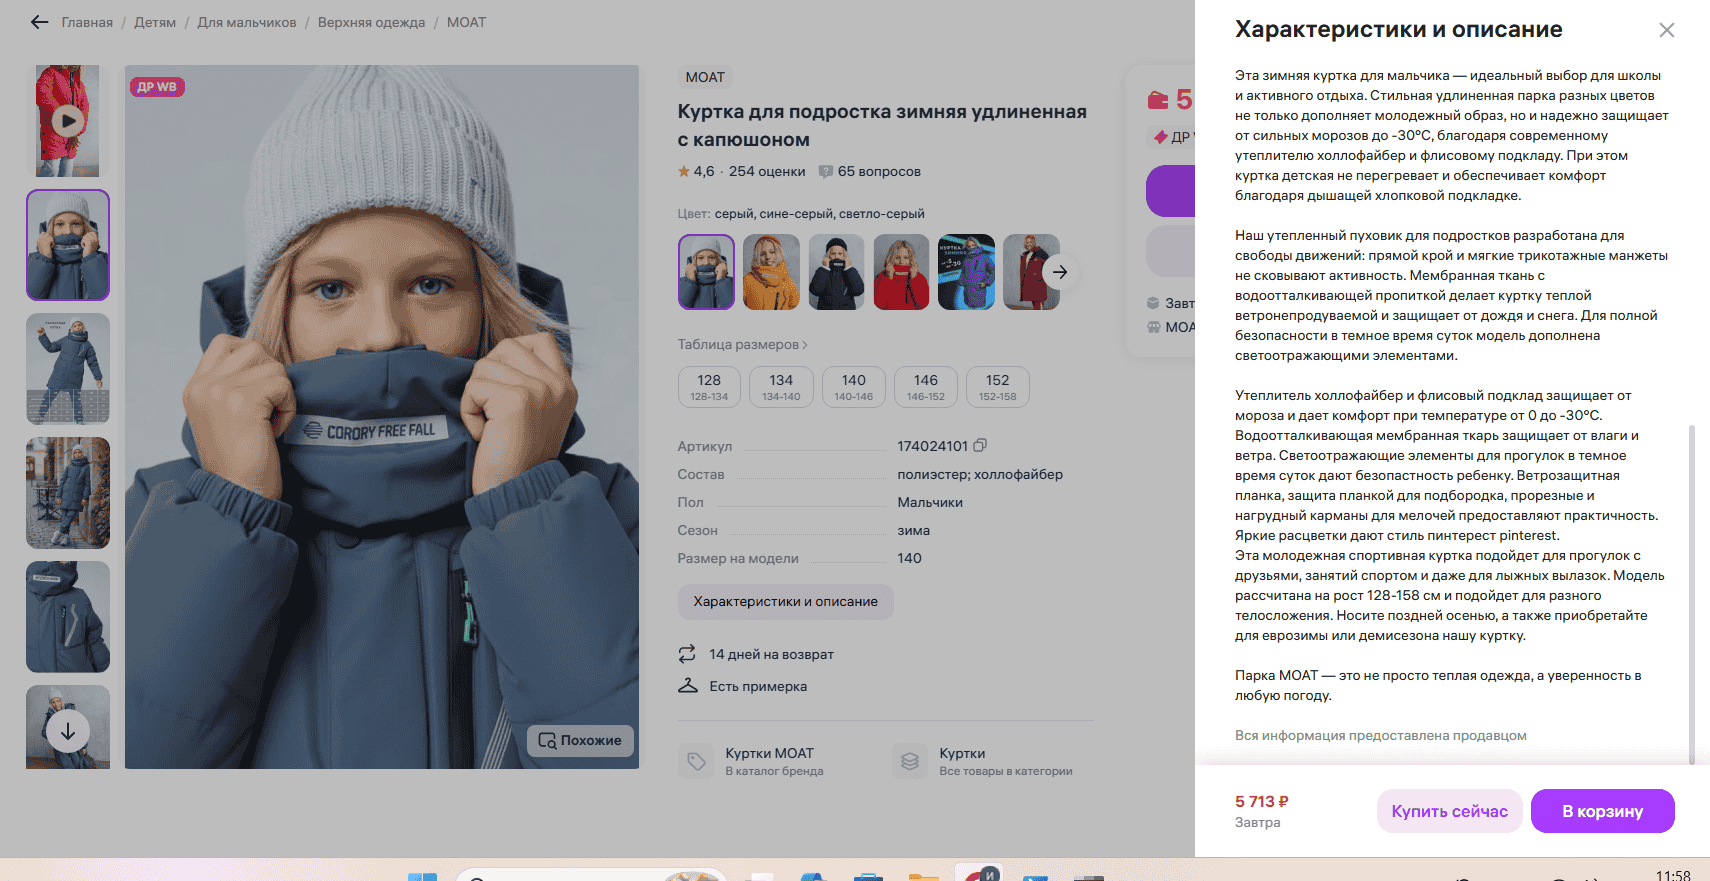 Главная / Детям / Для мальчиков / Верхняя одежда / MOAT
ДР WB
CORDRY FREE FALL
Похожие
MOAT
Куртка для подростка зимняя удлиненная
с капюшоном
4,6 · 254 оценки 65 вопросов
Цвет: серый, сине-серый, светло-серый
Таблица размеров
128 134 140 146 152
128-134 134-140 140-146 146-152 152-158
Артикул 174024101
Состав полиэстер; холлофайбер
Пол Мальчики
Сезон зима
Размер на модели 140
Характеристики и описание
14 дней на возврат
Есть примерка
Куртки MOAT
В каталог бренда
Куртки
Все товары в категории
5
ДР
Завт
MOA
Характеристики и описание
Эта зимняя куртка для мальчика — идеальный выбор для школы
и активного отдыха. Стильная удлиненная парка разных цветов
не только дополняет молодежный образ, но и надежно защищает
от сильных морозов до -30°C, благодаря современному
утеплителю холлофайбер и флисовому подкладу. При этом
куртка детская не перегревает и обеспечивает комфорт
благодаря дышащей хлопковой подкладке.
Наш утепленный пуховик для подростков разработана для
свободы движений: прямой крой и мягкие трикотажные манжеты
не сковывают активность. Мембранная ткань с
водоотталкивающей пропиткой делает куртку теплой
ветронепродуваемой и защищает от дождя и снега. Для полной
безопасности в темное время суток модель дополнена
светоотражающими элементами.
Утеплитель холлофайбер и флисовый подклад защищает от
мороза и дает комфорт при температуре от 0 до -30°C.
Водоотталкивающая мембранная ткарь защищает от влаги и
ветра. Светоотражающие элементы для прогулок в темное
время суток дают безопастность ребенку. Ветрозащитная
планка, защита планкой для подбородка, прорезные и
нагрудный карманы для мелочей предоставляют практичность.
Яркие расцветки дают стиль пинтерест pinterest.
Эта молодежная спортивная куртка подойдет для прогулок с
друзьями, занятий спортом и даже для лыжных вылазок. Модель
рассчитана на рост 128-158 см и подойдет для разного
телосложения. Носите поздней осенью, а также приобретайте
для еврозимы или демисезона нашу куртку.
Парка MOAT — это не просто теплая одежда, а уверенность в
любую погоду.
Вся информация предоставлена продавцом
5 713 ₽
Завтра
Купить сейчас
В корзину
11:58